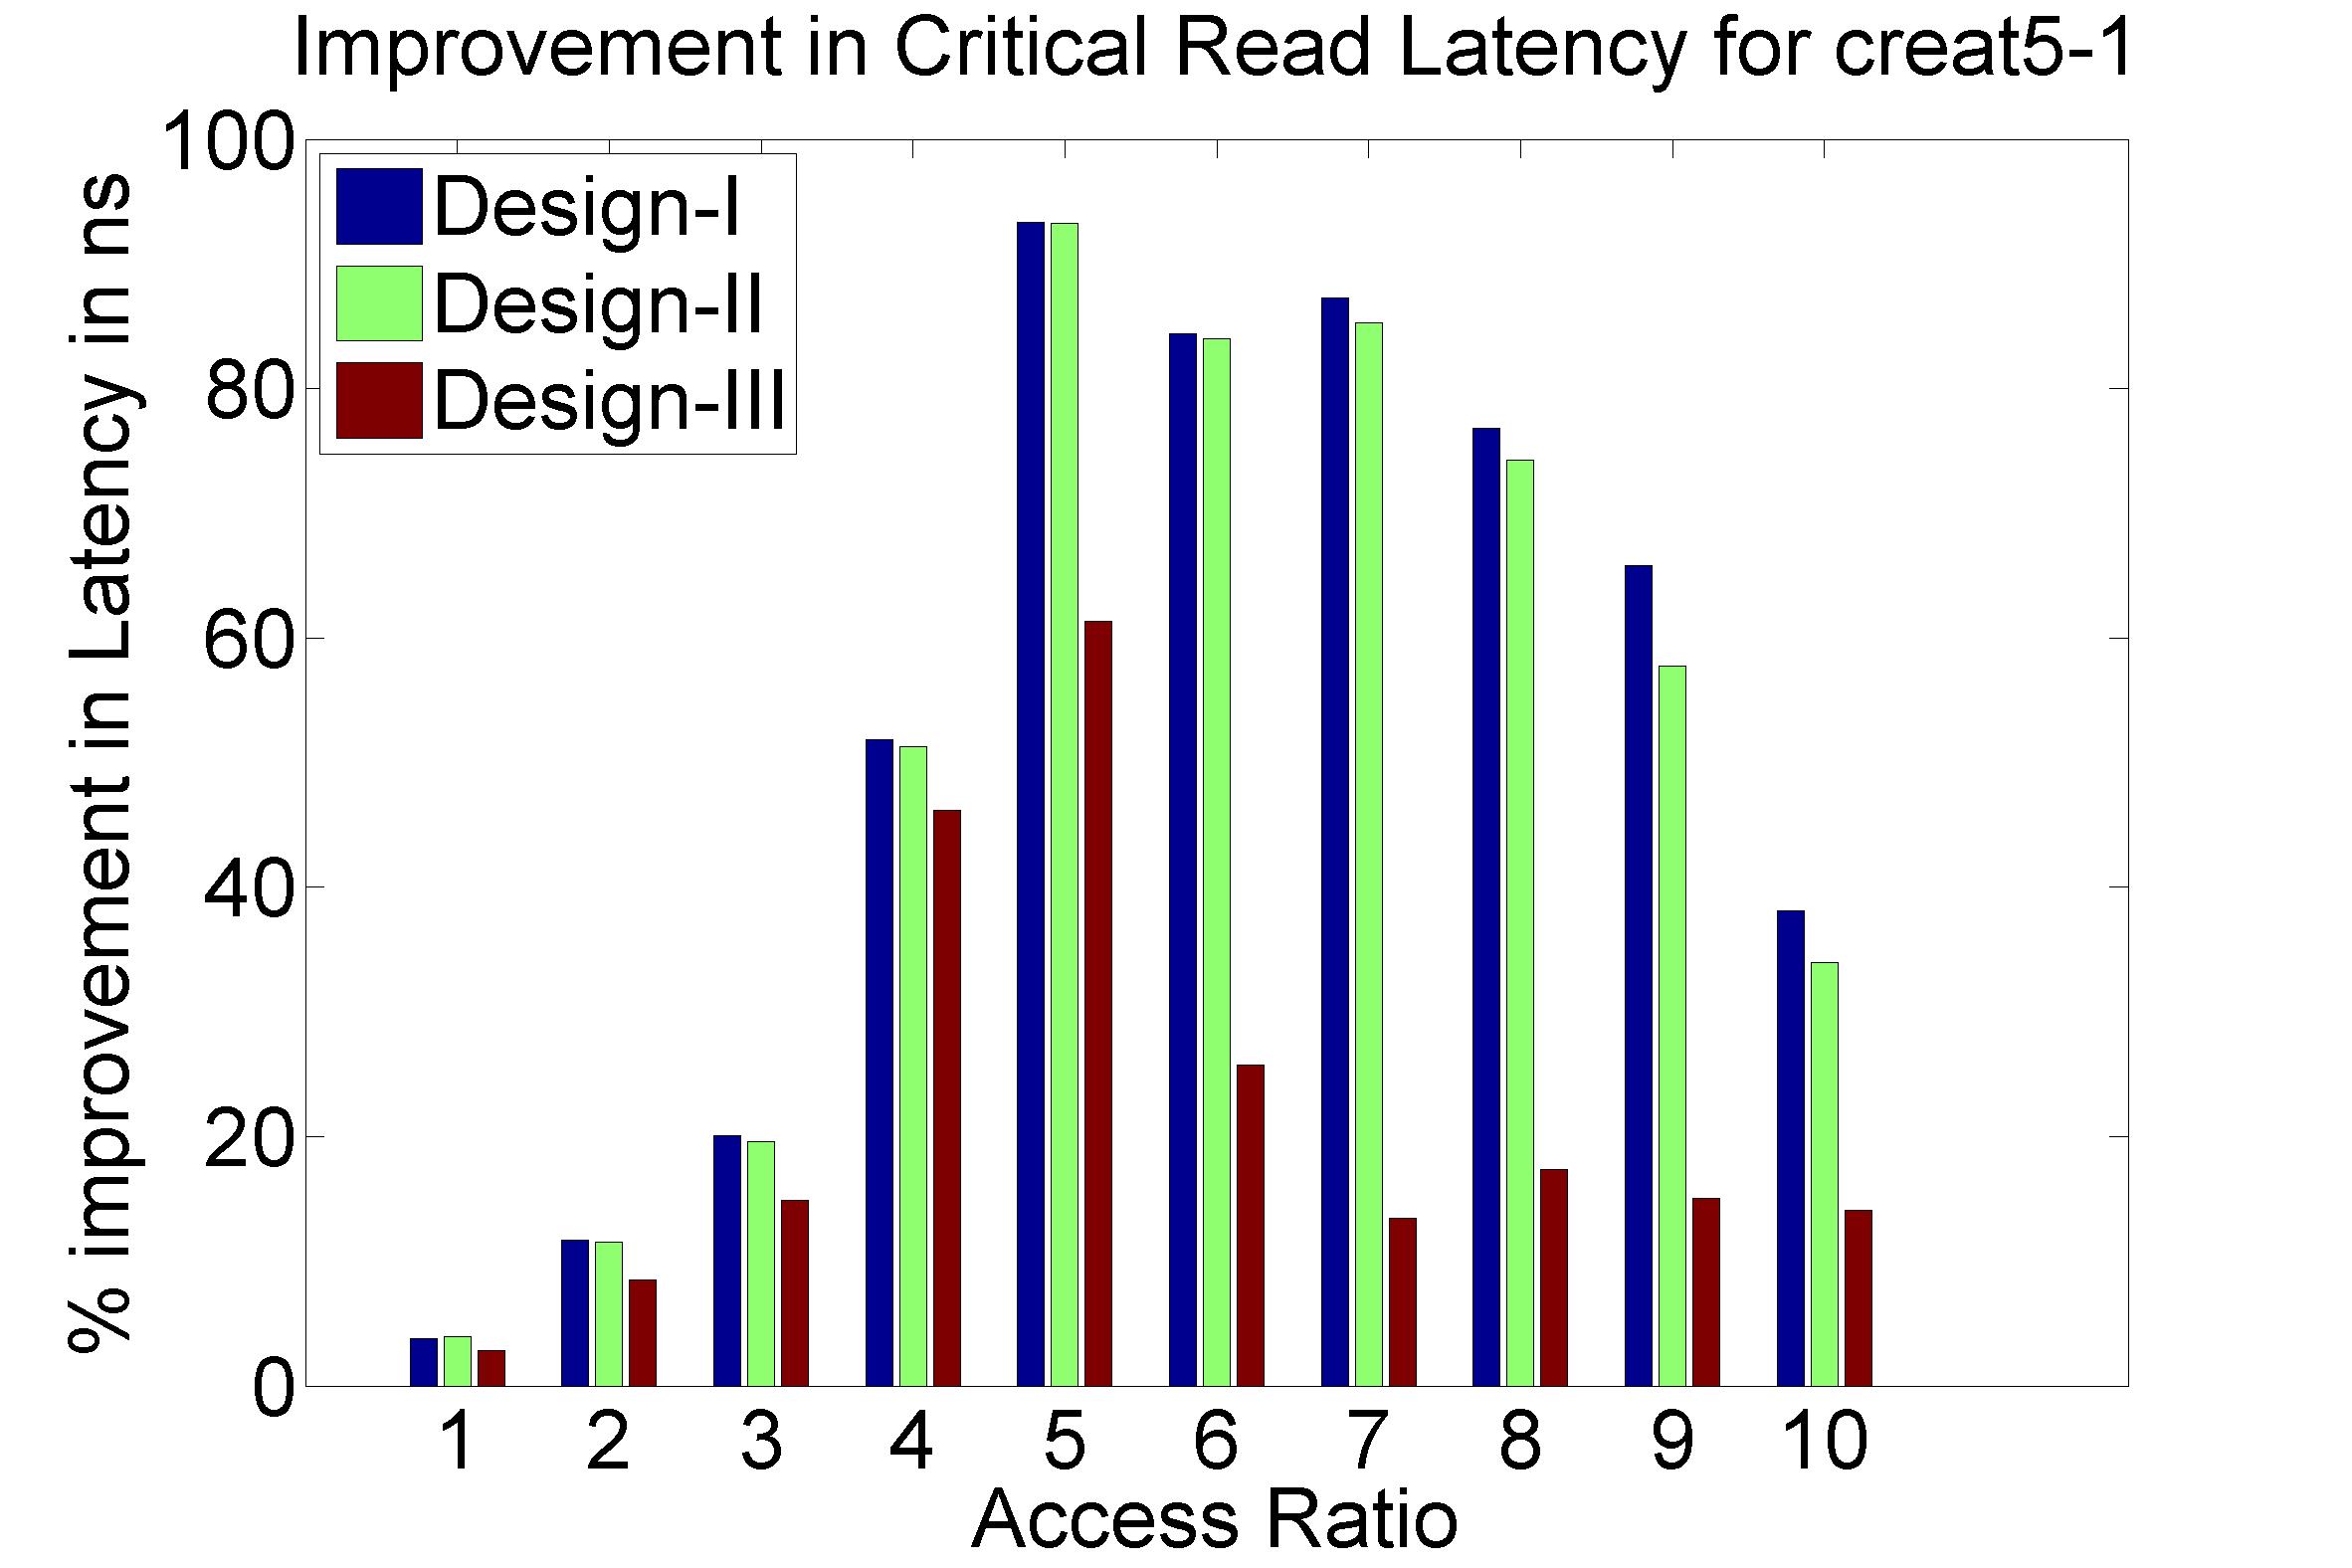 Improvement in Critical Read Latency for creat5-1
100
80
60
40
20
0
% improvement in Latency in ns
Design-I
Design-II
Design-III
1 2 3 4 5 6 7 8 9 10
Access Ratio